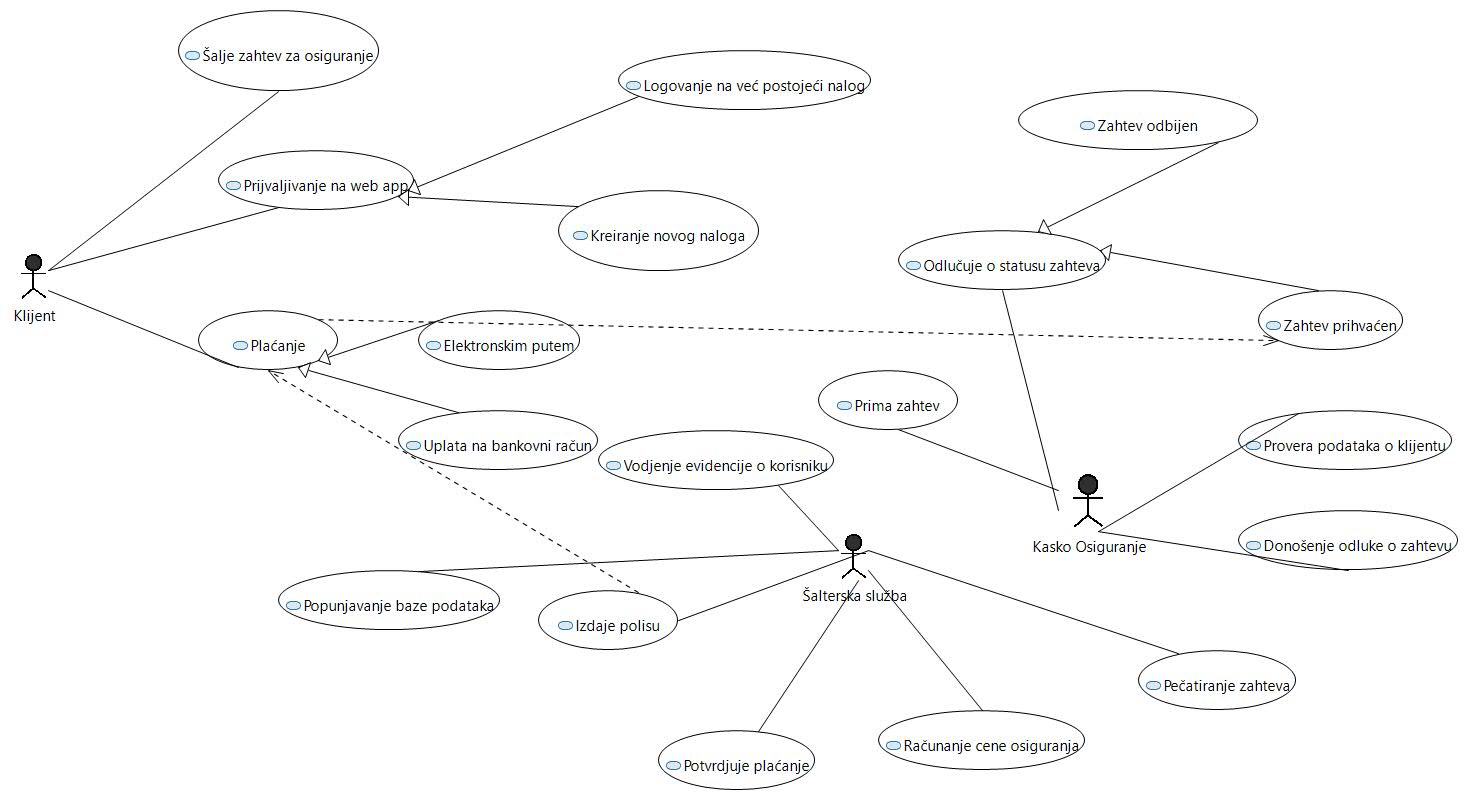 Šalje zahtev za osiguranje
Logovanje na već postojeći nalog
Zahtev odbijen
Prijvaljivanje na web app
Kreiranje novog naloga
Odlučuje o statusu zahteva
Klijent
Plaćanje
Elektronskim putem
Zahtev prihvaćen
Prima zahtev
Uplata na bankovni račun
Vodjenje evidencije o korisniku
Provera podataka o klijentu
Kasko Osiguranje
Donošenje odluke o zahtevu
Šalterska služba
Popunjavanje baze podataka
Izdaje polisu
Pečatiranje zahteva
Potvrdjuje plaćanje
Računanje cene osiguranja